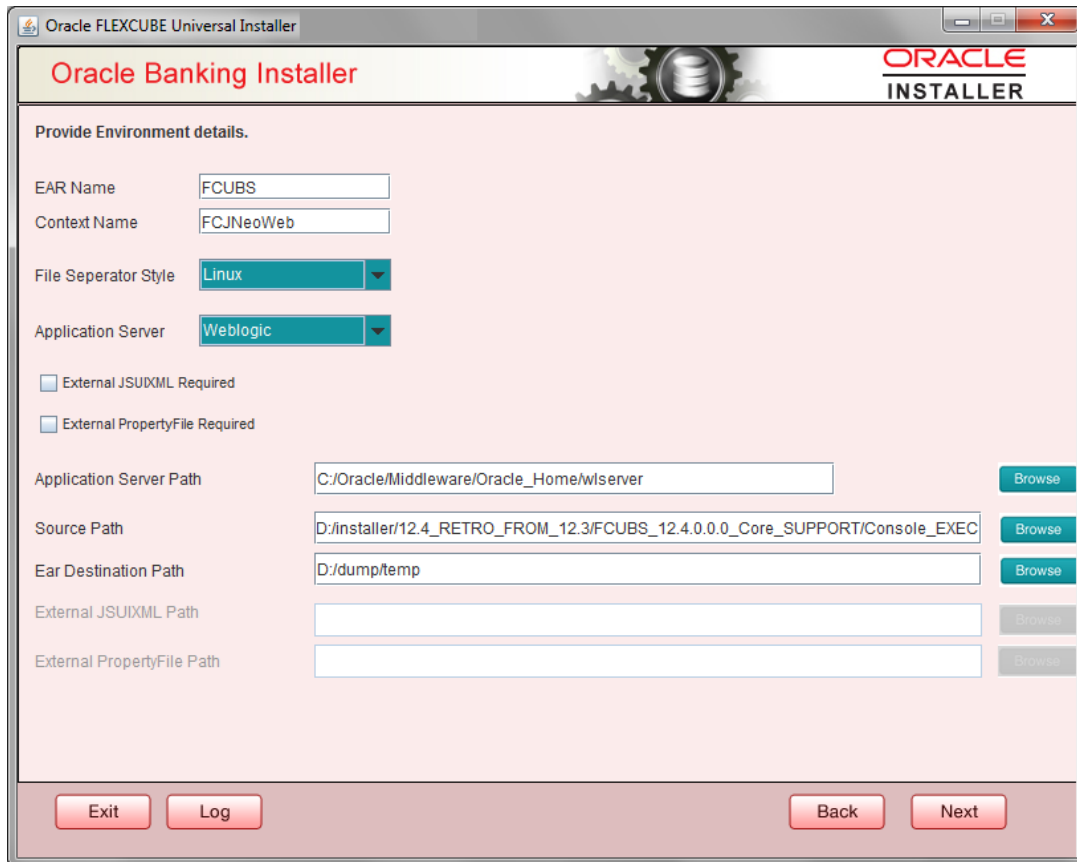 Oracle FLEXCUBE Universal Installer
Oracle Banking Installer
ORACLE
INSTALLER
Provide Environment details.
EAR Name
FCUBS
Context Name
FCJNeoWeb
File Seperator Style
Linux
Application Server
Weblogic
External JSUIXML Required
External PropertyFile Required
Application Server Path
C:/Oracle/Middleware/Oracle_Home/wlserver
Browse
Source Path
D:/installer/12.4_RETRO_FROM_12.3/FCUBS_12.4.0.0.0_Core_SUPPORT/Console_EXEC
Browse
Ear Destination Path
D:/dump/temp
Browse
External JSUIXML Path
Browse
External PropertyFile Path
Browse
Exit
Log
Back
Next